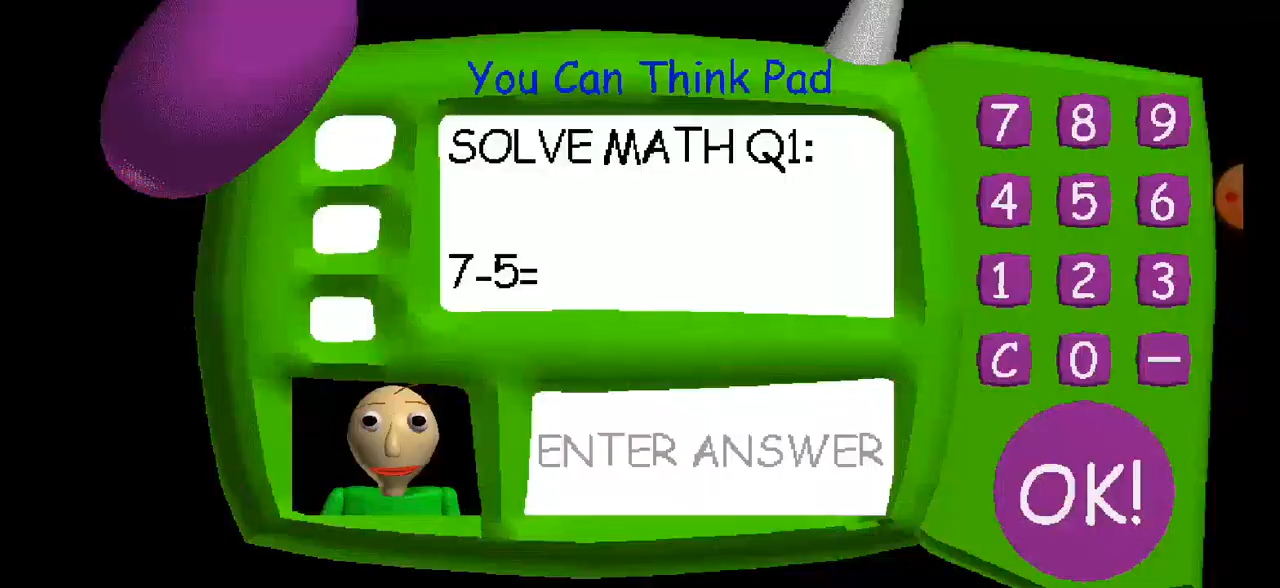 You Can Think Pad
SOLVE MATH Q1:
7-5=
ENTER ANSWER
7 8 9
4 5 6
1 2 3
C 0 -
OK!